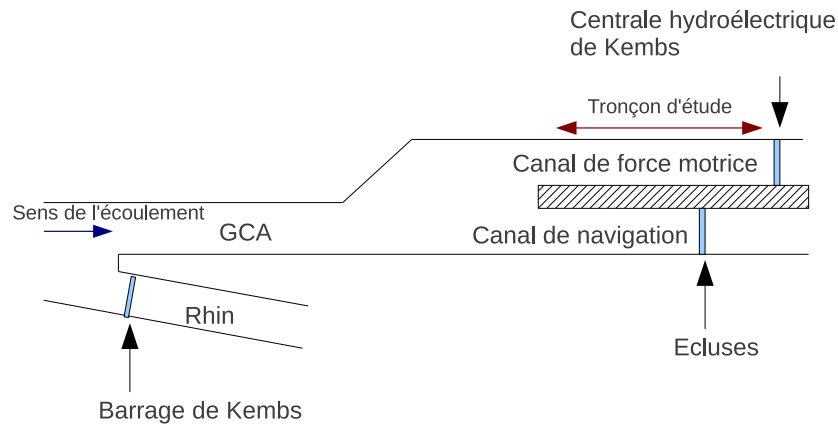 Centrale hydroélectrique
de Kembs
Tronçon d'étude
Canal de force motrice
Sens de l'écoulement
GCA
Canal de navigation
Rhin
Ecluses
Barrage de Kembs